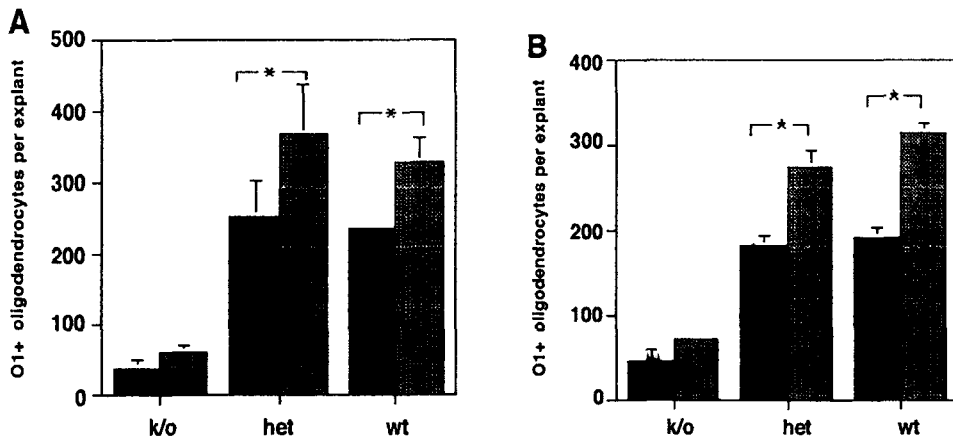 A
O1+ oligodendrocytes per explant
500
400
300
200
100
0
*
*
k/o het wt
B
O1+ oligodendrocytes per explant
400
300
200
100
0
*
*
k/o het wt